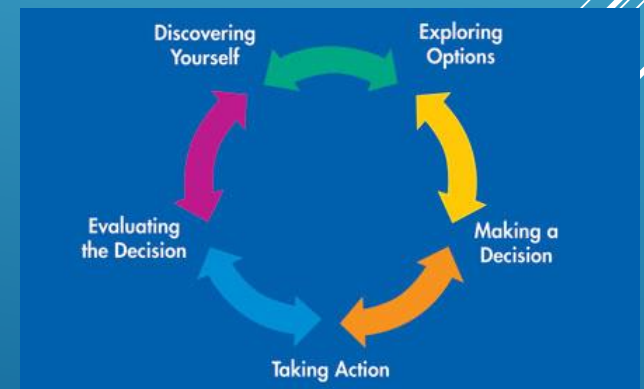 Discovering
Yourself
Exploring
Options
Making a
Decision
Taking Action
Evaluating
the Decision